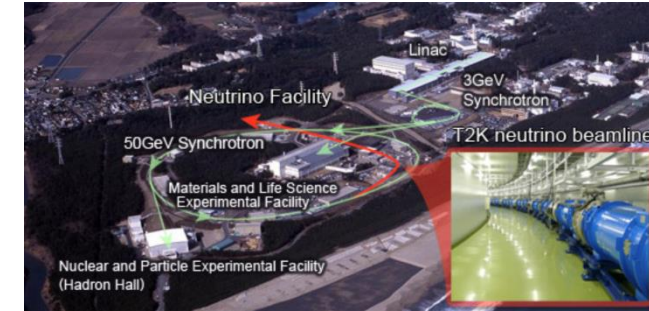 Linac
3GeV
Synchrotron
Neutrino Facility
T2K neutrino beamline
50GeV Synchrotron
Materials and Life Science
Experimental Facility
Nuclear and Particle Experimental Facility
(Hadron Hall)